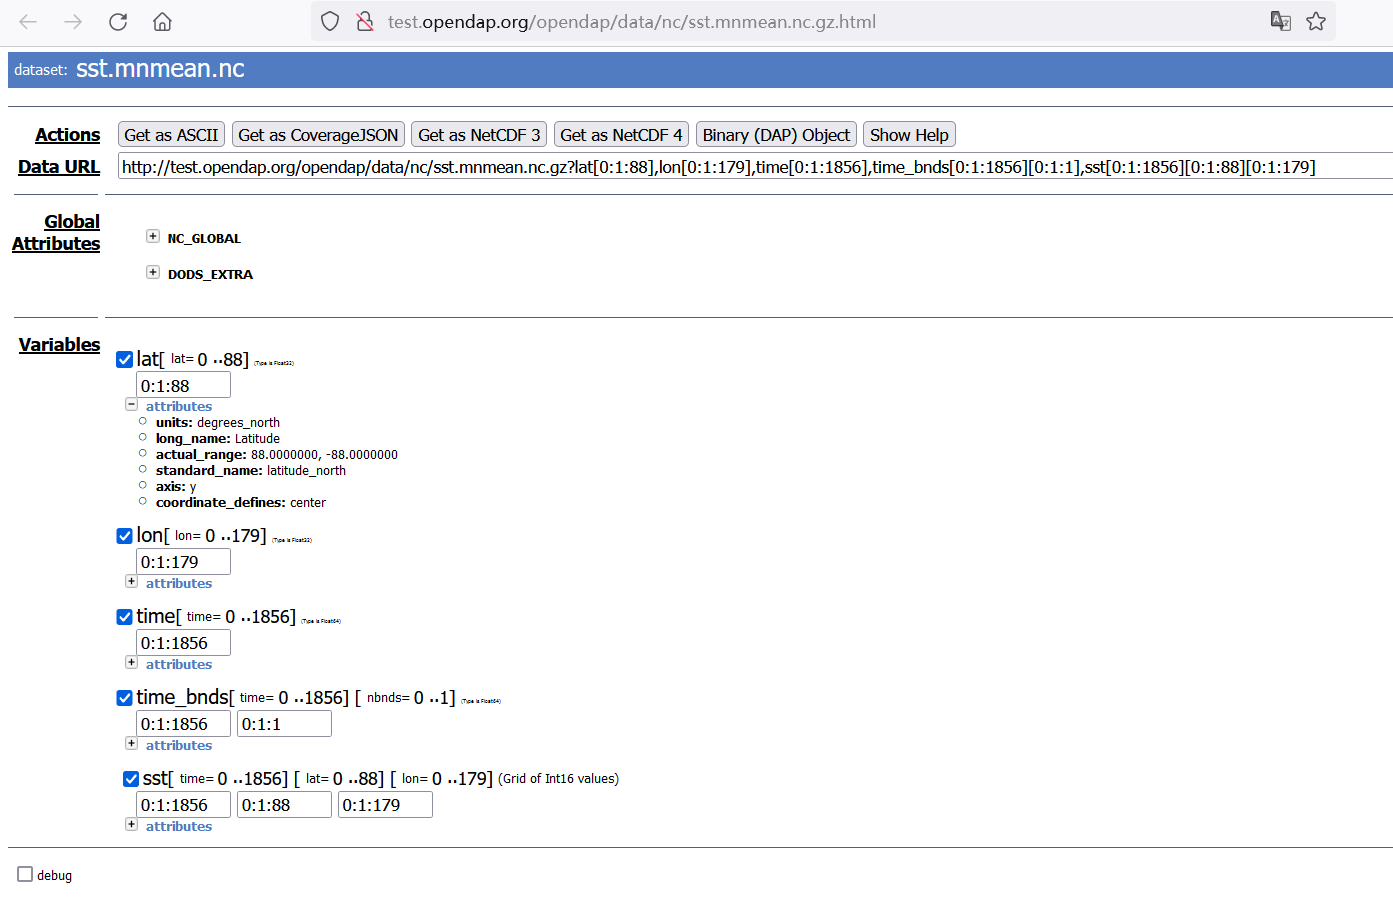 test.opendap.org/opendap/data/nc/sst.mnmean.nc.gz.html
dataset: sst.mnmean.nc
Actions Get as ASCII Get as CoverageJSON Get as NetCDF 3 Get as NetCDF 4 Binary (DAP) Object Show Help
Data URL http://test.opendap.org/opendap/data/nc/sst.mnmean.nc.gz?lat[0:1:88],lon[0:1:179],time[0:1:1856],time_bnds[0:1:1856][0:1:1],sst[0:1:1856][0:1:88][0:1:179]
Global
Attributes
NC_GLOBAL
DODS_EXTRA
Variables
lat[ lat= 0 ..88] (Type is Float32)
0:1:88
attributes
units: degrees_north
long_name: Latitude
actual_range: 88.0000000, -88.0000000
standard_name: latitude_north
axis: y
coordinate_defines: center
lon[ lon= 0 ..179] (Type is Float32)
0:1:179
attributes
time[ time= 0 ..1856] (Type is Float64)
0:1:1856
attributes
time_bnds[ time= 0 ..1856] [ nbnds= 0 ..1] (Type is Float64)
0:1:1856 0:1:1
attributes
sst[ time= 0 ..1856] [ lat= 0 ..88] [ lon= 0 ..179] (Grid of Int16 values)
0:1:1856 0:1:88 0:1:179
attributes
debug